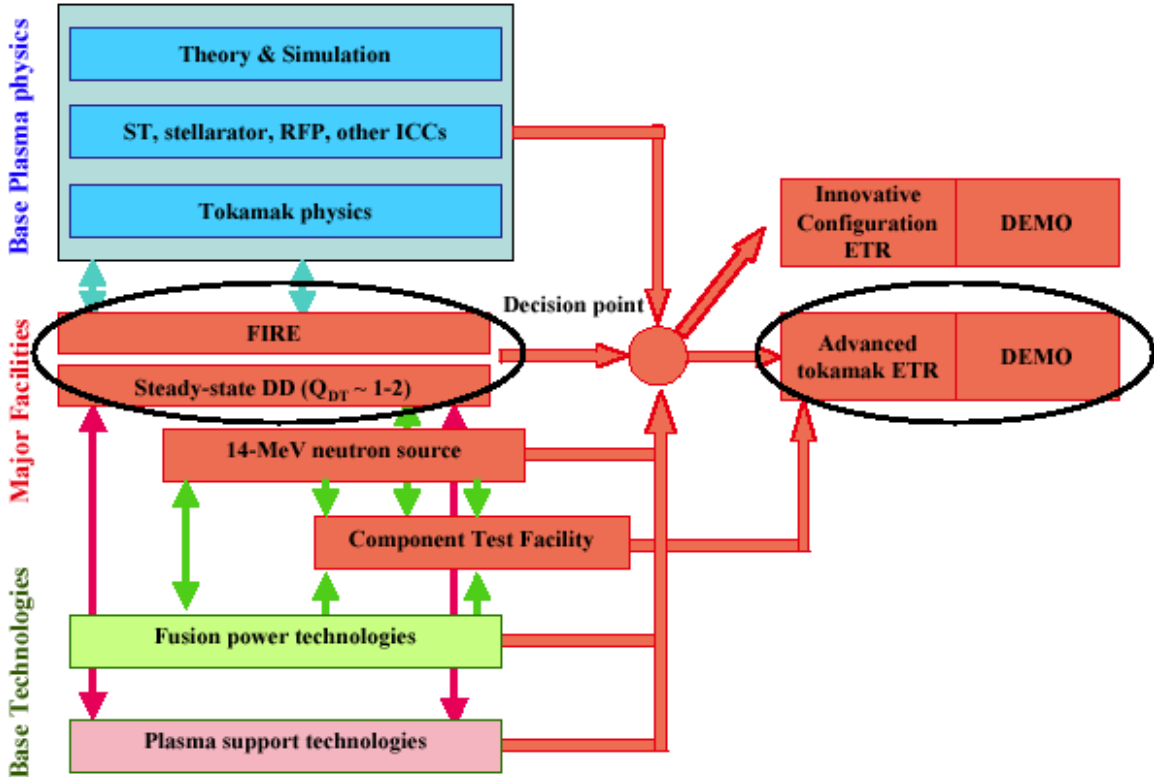 Base Plasma physics
Theory & Simulation
ST, stellarator, RFP, other ICCs
Tokamak physics
Innovative
Configuration
ETR
DEMO
Major Facilities
FIRE
Decision point
Steady-state DD (Q_DT ~ 1-2)
Advanced
tokamak ETR
DEMO
14-MeV neutron source
Component Test Facility
Base Technologies
Fusion power technologies
Plasma support technologies